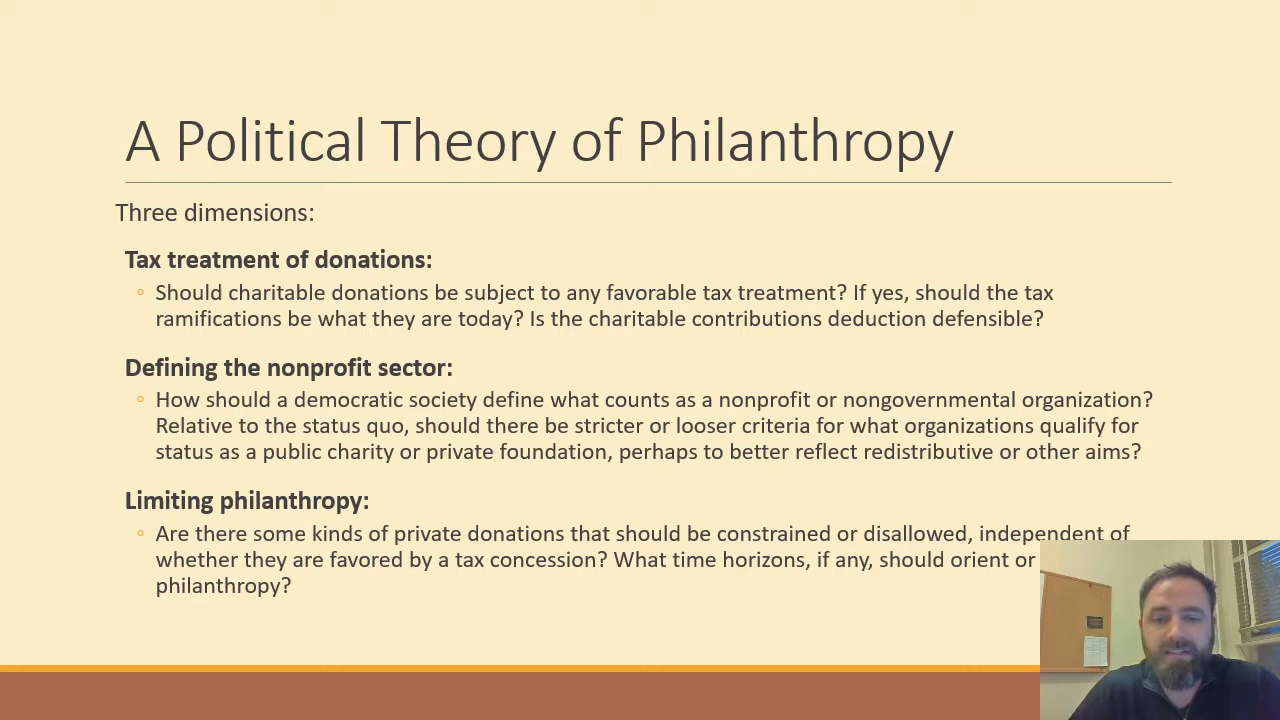 A Political Theory of Philanthropy
Three dimensions:
Tax treatment of donations:
◦ Should charitable donations be subject to any favorable tax treatment? If yes, should the tax
ramifications be what they are today? Is the charitable contributions deduction defensible?
Defining the nonprofit sector:
◦ How should a democratic society define what counts as a nonprofit or nongovernmental organization?
Relative to the status quo, should there be stricter or looser criteria for what organizations qualify for
status as a public charity or private foundation, perhaps to better reflect redistributive or other aims?
Limiting philanthropy:
◦ Are there some kinds of private donations that should be constrained or disallowed, independent of
whether they are favored by a tax concession? What time horizons, if any, should orient or
philanthropy?